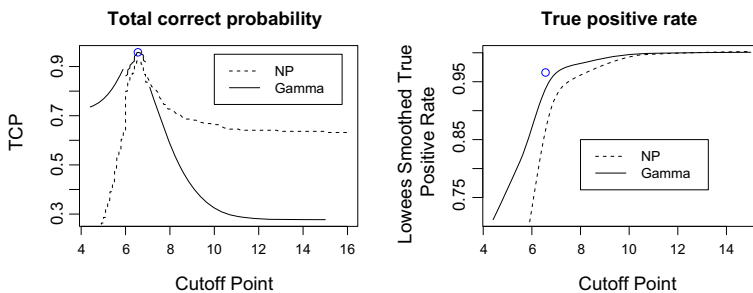 Total correct probability
TCP
0.3
0.5
0.7
0.9
NP
Gamma
4 6 8 10 12 14 16
Cutoff Point
True positive rate
Lowees Smoothed True
Positive Rate
0.75
0.85
0.95
NP
Gamma
4 6 8 10 12 14
Cutoff Point